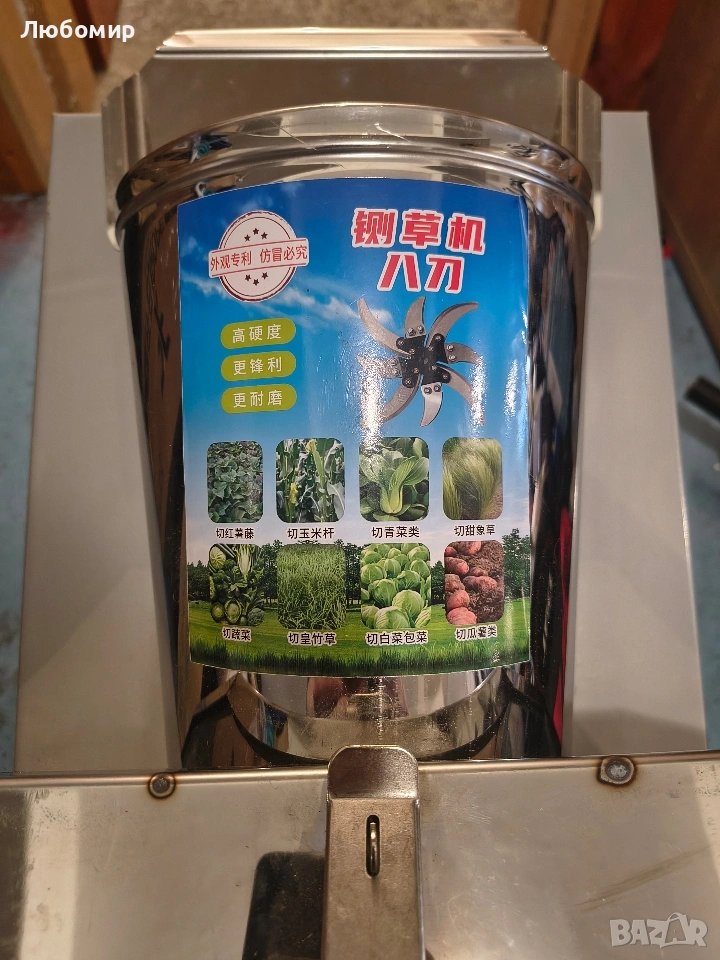 Любомир
外观专利 仿冒必究
铡草机
八刀
高硬度
更锋利
更耐磨
切红薯藤
切玉米杆
切青菜类
切甜象草
切蔬菜
切皇竹草
切白菜包菜
切瓜薯类
BAZAR